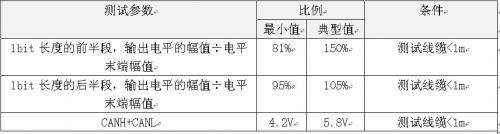 测试参数
比例
条件
最小值
典型值
1bit 长度的前半段，输出电平的幅值÷电平
末端幅值
81%
150%
测试线缆<1m
1bit 长度的后半段，输出电平的幅值÷电平
末端幅值
95%
105%
测试线缆<1m
CANH+CANL
4.2V
5.8V
测试线缆<1m